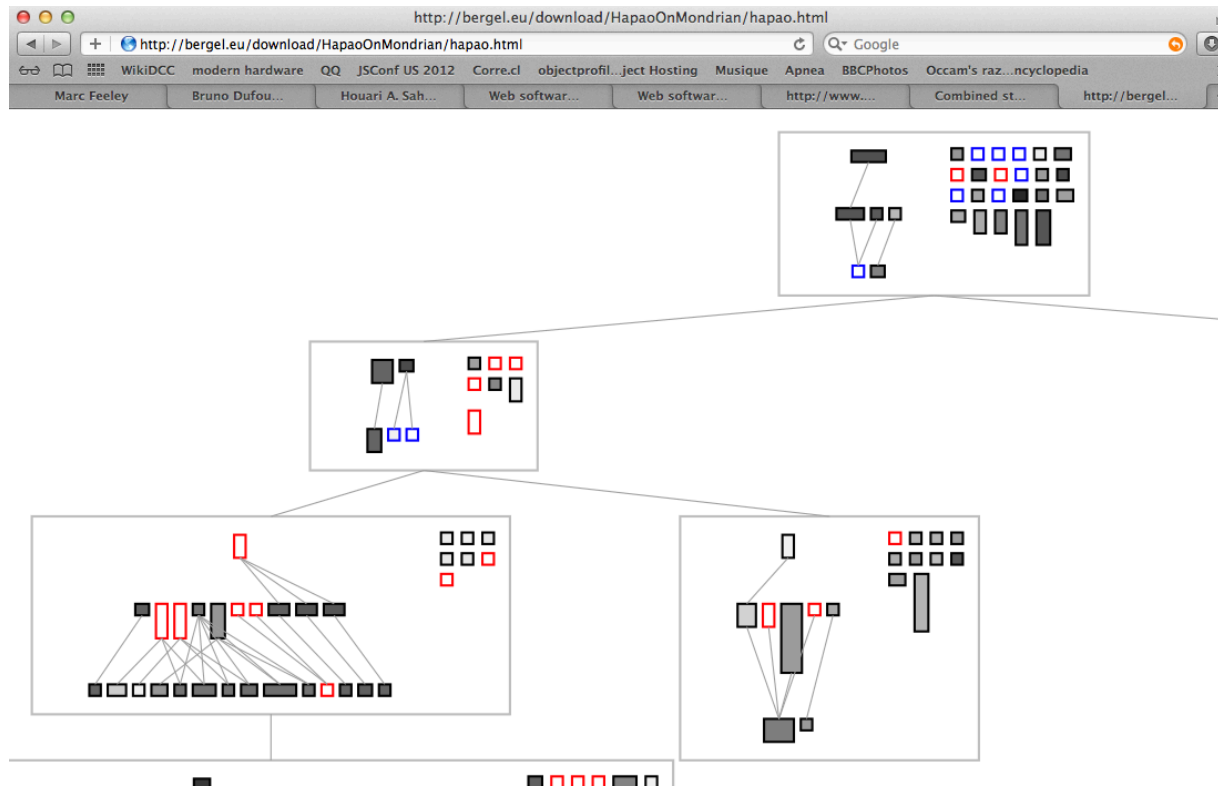 http://bergel.eu/download/HapaoOnMondrian/hapao.html
http://bergel.eu/download/HapaoOnMondrian/hapao.html Google
WikiDCC modern hardware QQ JSConf US 2012 Corre.cl objectprofil...ject Hosting Musique Apnea BBCPhotos Occam's raz...ncyclopedia
Marc Feeley Bruno Dufou... Houari A. Sah... Web softwar... Web softwar... http://www.... Combined st... http://bergel...